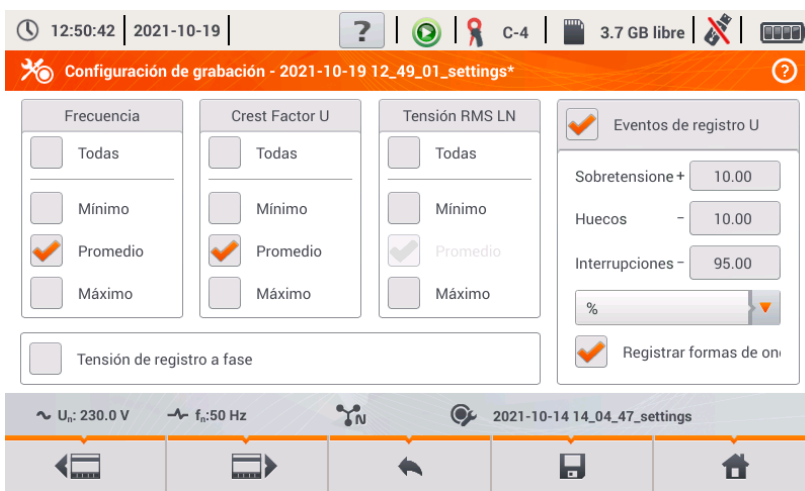 12:50:42 2021-10-19 ? C-4 3.7 GB libre
Configuración de grabación - 2021-10-19 12_49_01_settings* ?
Frecuencia
Todas
Mínimo
Promedio
Máximo
Crest Factor U
Todas
Mínimo
Promedio
Máximo
Tensión RMS LN
Todas
Mínimo
Promedio
Máximo
Tensión de registro a fase
Eventos de registro U
Sobretensione + 10.00
Huecos - 10.00
Interrupciones - 95.00
%
Registrar formas de on
Un: 230.0 V fn:50 Hz N 2021-10-14 14_04_47_settings